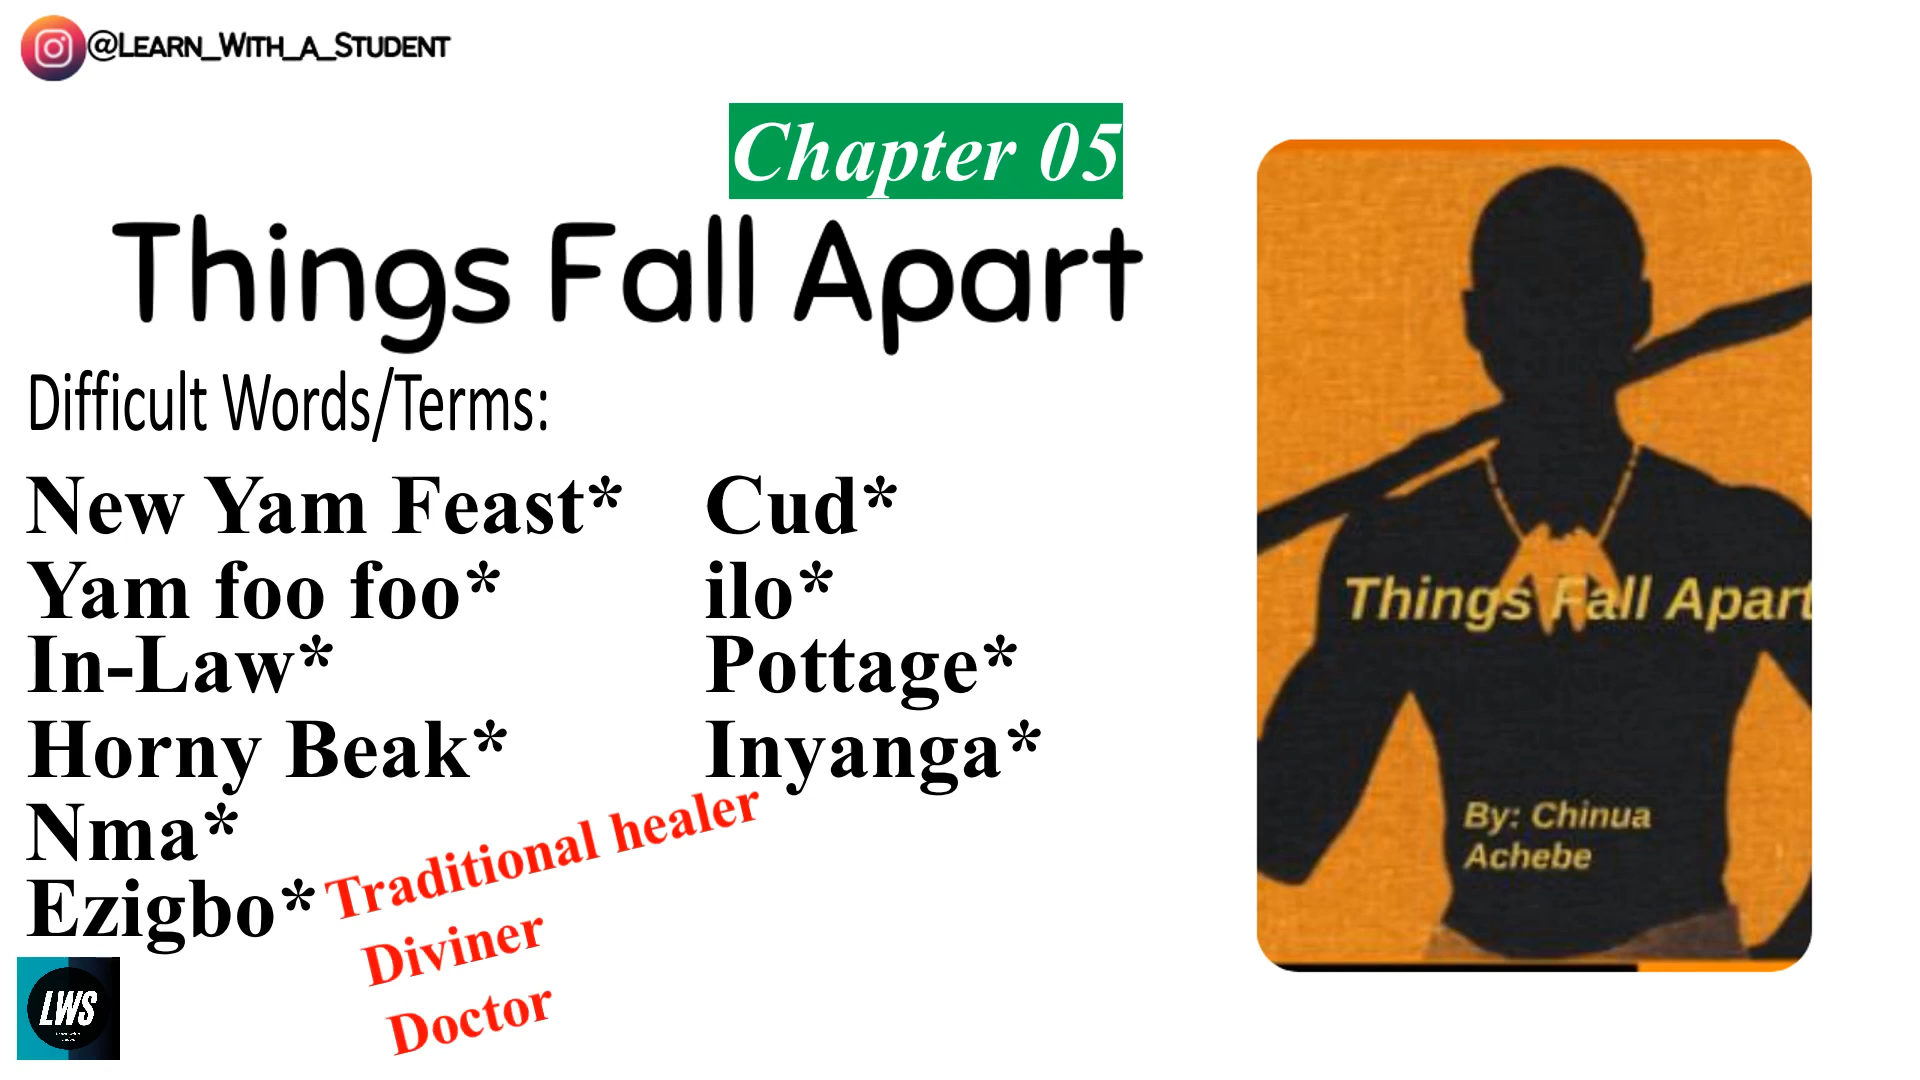 @Learn_With_a_Student
Chapter 05
Things Fall Apart
Difficult Words/Terms:
New Yam Feast*
Yam foo foo*
In-Law*
Horny Beak*
Nma*
Ezigbo*
Cud*
ilo*
Pottage*
Inyanga*
Traditional healer
Diviner
Doctor
Things Fall Apart
By: Chinua
Achebe
LWS